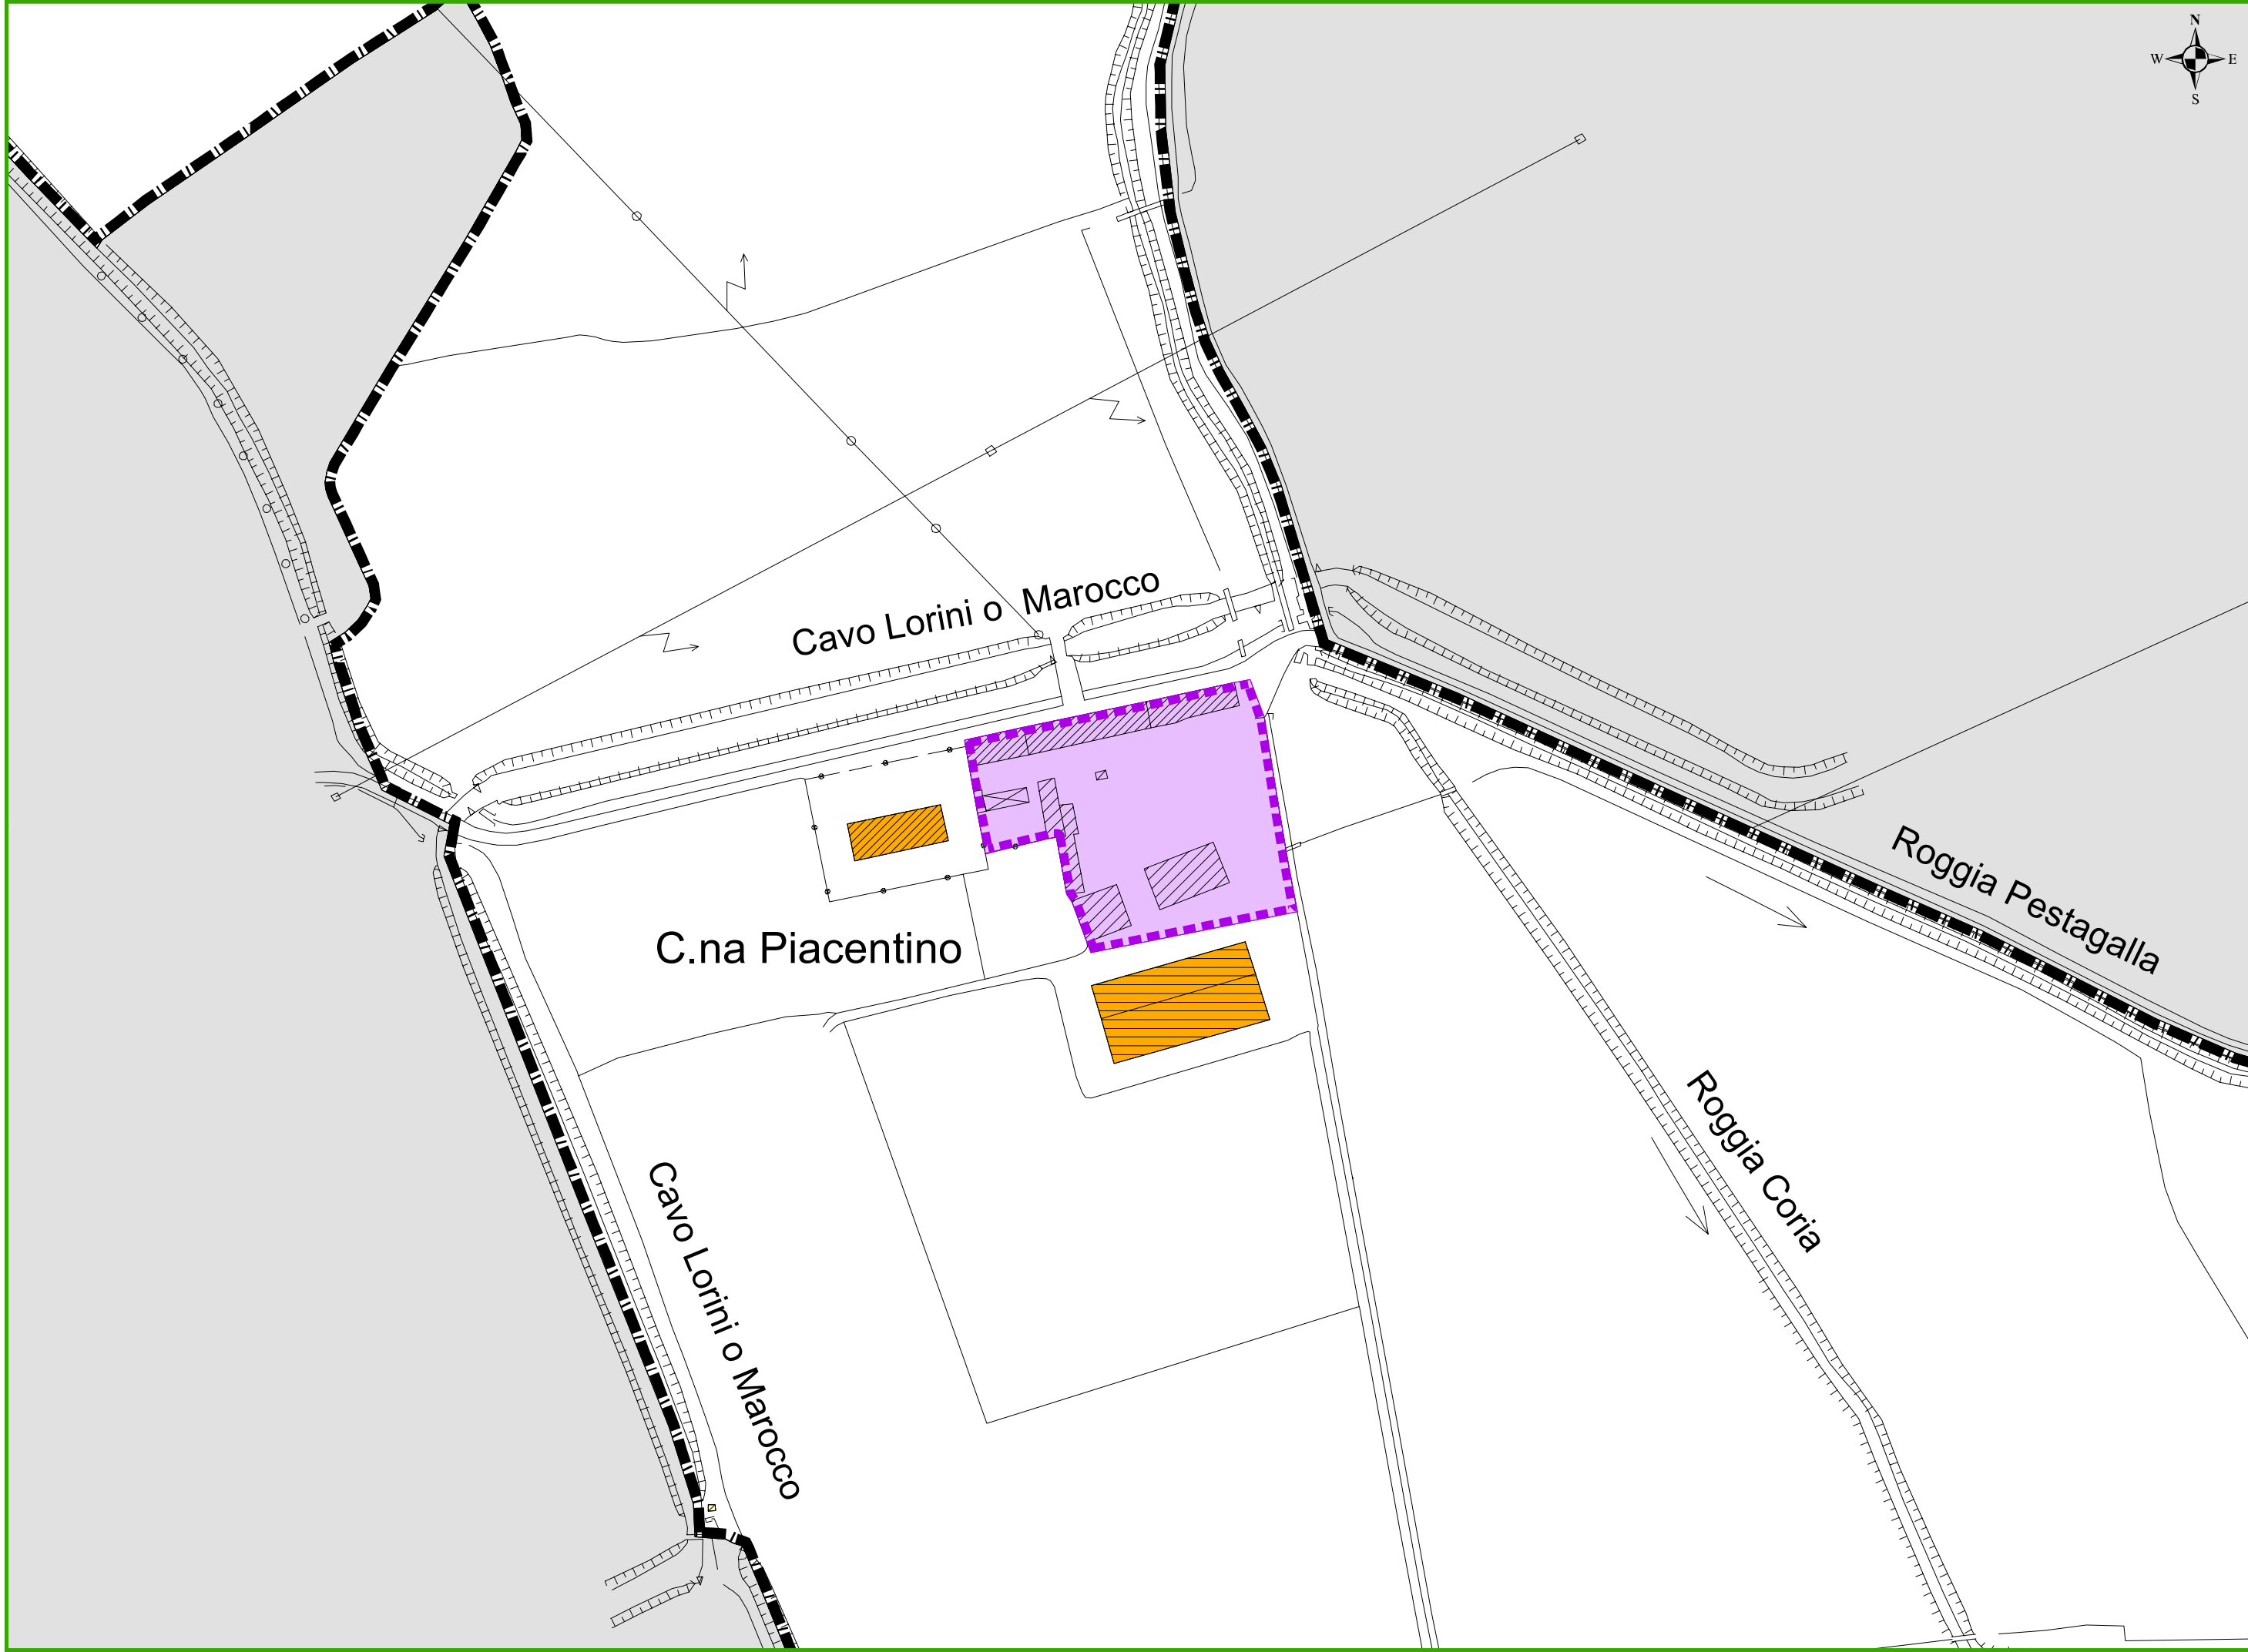 N
W E
S
Cavo Lorini o Marocco
Roggia Pestagalla
C.na Piacentino
Roggia Coria
Cavo Lorini o Marocco